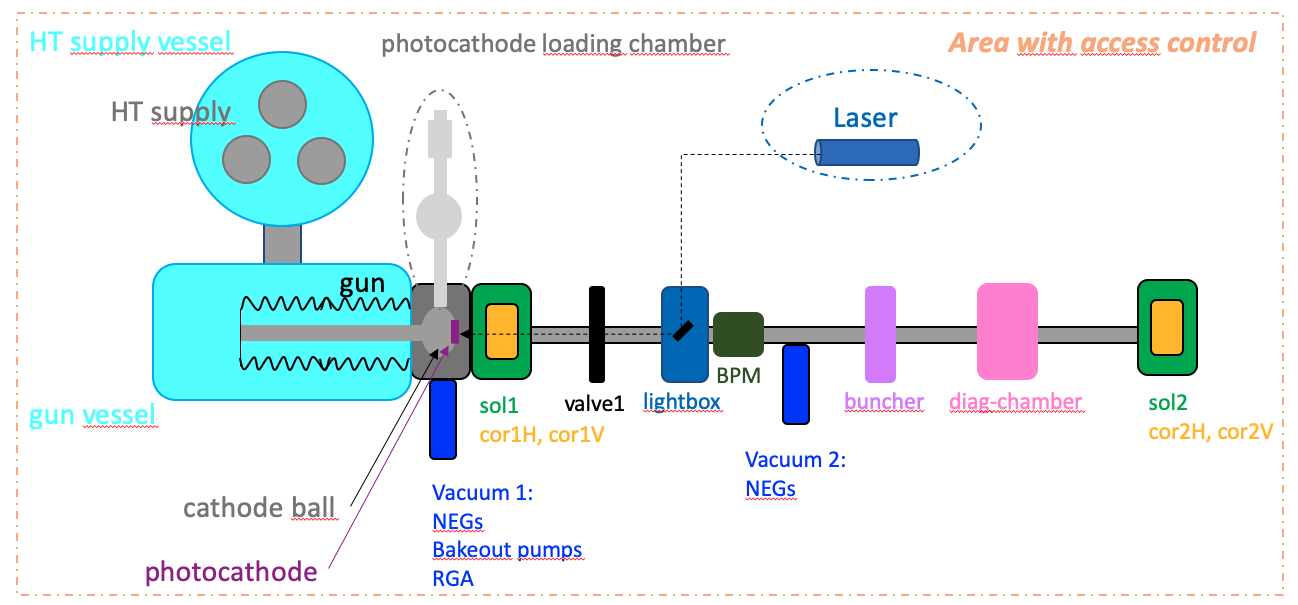 HT supply vessel
photocathode loading chamber
Area with access control
HT supply
Laser
gun
gun vessel
sol1
cor1H, cor1V
valve1
lightbox
BPM
buncher
diag-chamber
sol2
cor2H, cor2V
Vacuum 2:
NEGs
Vacuum 1:
NEGs
Bakeout pumps
RGA
cathode ball
photocathode